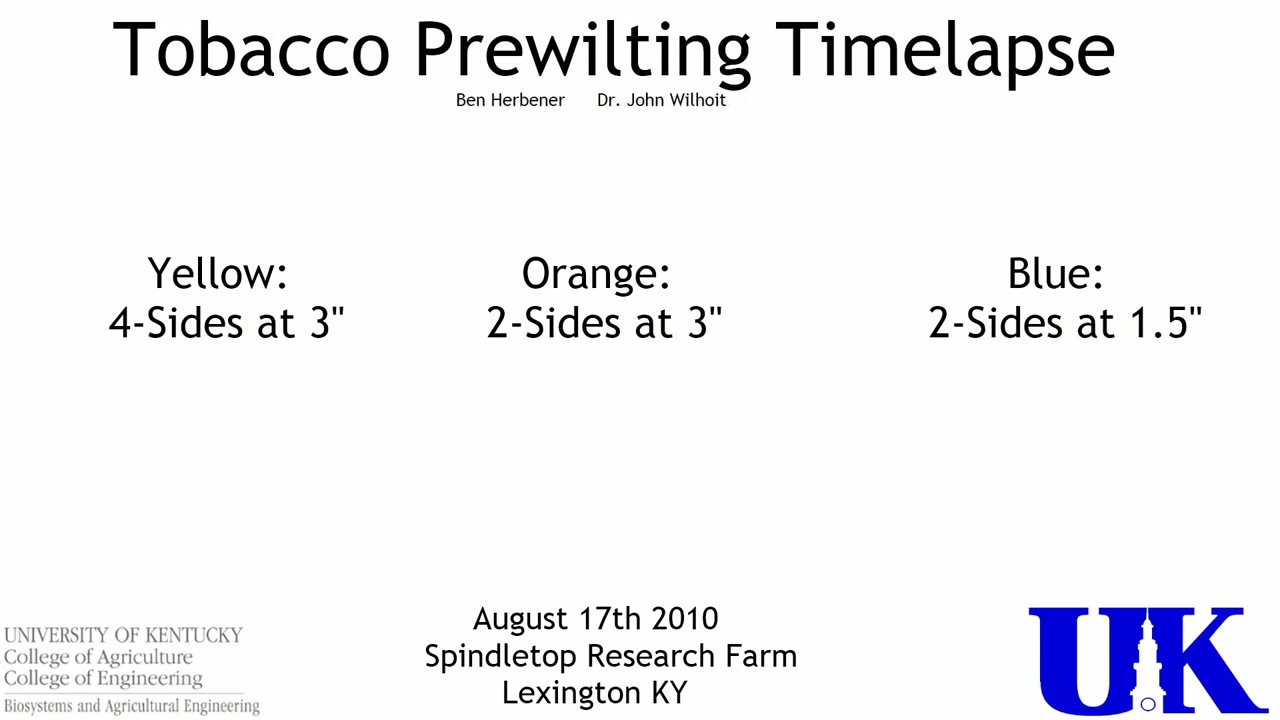 Tobacco Prewilting Timelapse
Ben Herbener Dr. John Wilhoit
Yellow:
4-Sides at 3"
Orange:
2-Sides at 3"
Blue:
2-Sides at 1.5"
August 17th 2010
Spindletop Research Farm
Lexington KY
UNIVERSITY OF KENTUCKY
College of Agriculture
College of Engineering
Biosystems and Agricultural Engineering
UK